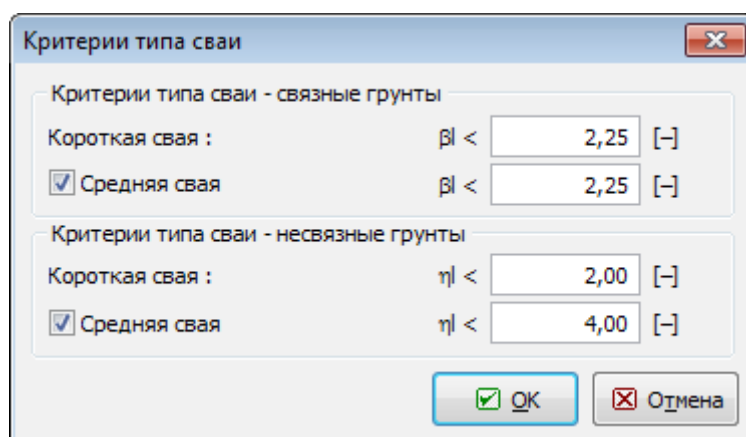 Критерии типа сваи
Критерии типа сваи - связные грунты
Короткая свая : βl < 2,25 [–]
Средняя свая βl < 2,25 [–]
Критерии типа сваи - несвязные грунты
Короткая свая : ηl < 2,00 [–]
Средняя свая ηl < 4,00 [–]
OK Отмена